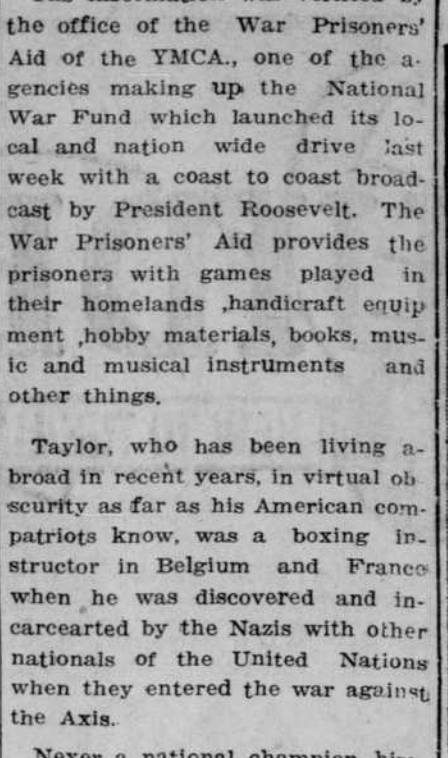 the office of the War Prisoners'
Aid of the YMCA., one of the a-
gencies making up the National
War Fund which launched its lo-
cal and nation wide drive last
week with a coast to coast broad-
cast by President Roosevelt. The
War Prisoners' Aid provides the
prisoners with games played in
their homelands ,handicraft equip
ment ,hobby materials, books, mus-
ic and musical instruments and
other things.
Taylor, who has been living a-
broad in recent years, in virtual ob
scurity as far as his American com-
patriots know, was a boxing in-
structor in Belgium and France
when he was discovered and in-
carcearted by the Nazis with other
nationals of the United Nations
when they entered the war against
the Axis.
Never a national champion